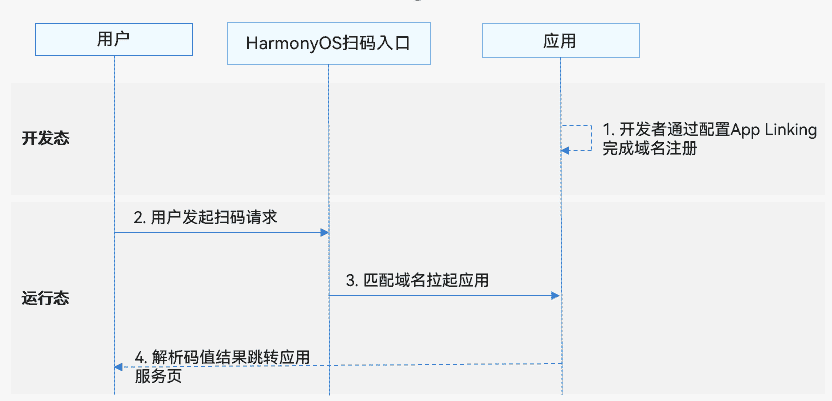 用户
HarmonyOS扫码入口
应用
开发态
1. 开发者通过配置App Linking
完成域名注册
2. 用户发起扫码请求
3. 匹配域名拉起应用
运行态
4. 解析码值结果跳转应用
服务页